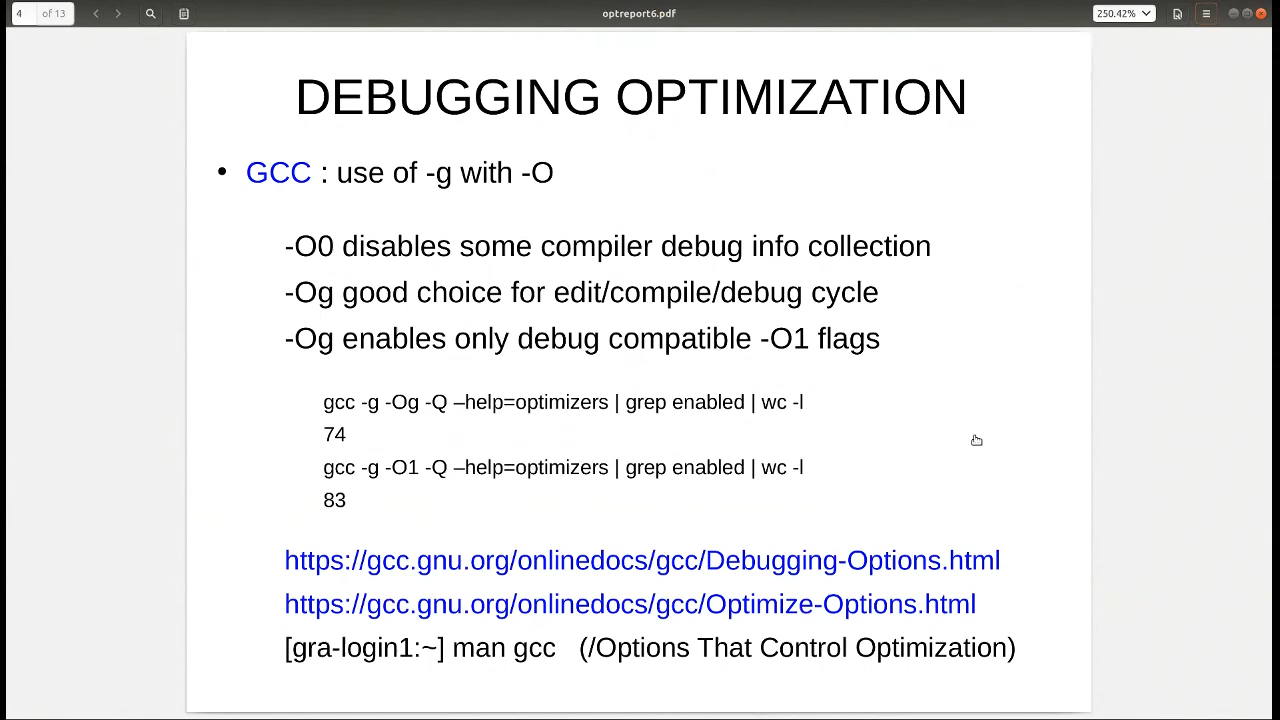 4 of 13
optreport6.pdf
250.42%
DEBUGGING OPTIMIZATION
• GCC : use of -g with -O
-O0 disables some compiler debug info collection
-Og good choice for edit/compile/debug cycle
-Og enables only debug compatible -O1 flags
gcc -g -Og -Q –help=optimizers | grep enabled | wc -l
74
gcc -g -O1 -Q –help=optimizers | grep enabled | wc -l
83
https://gcc.gnu.org/onlinedocs/gcc/Debugging-Options.html
https://gcc.gnu.org/onlinedocs/gcc/Optimize-Options.html
[gra-login1:~] man gcc (/Options That Control Optimization)